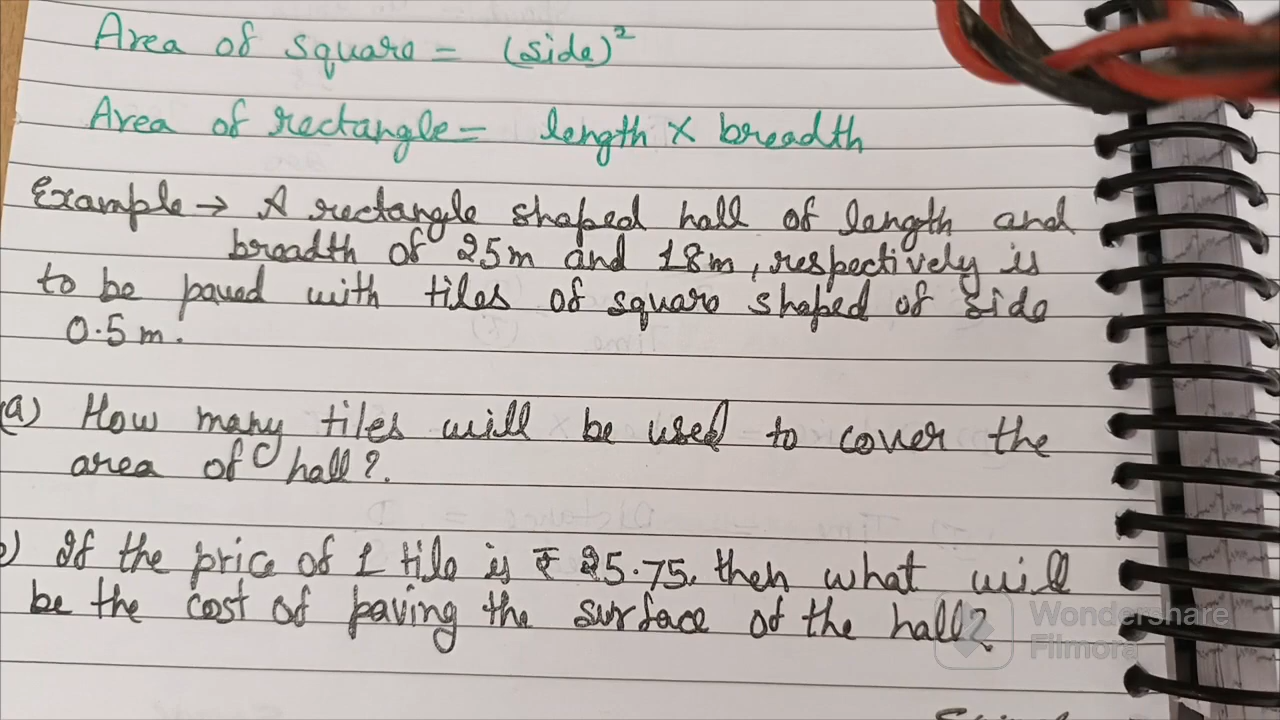 Area of square = (side)²
Area of rectangle = length × breadth
Example → A rectangle shaped hall of length and
breadth of 25m and 18m, respectively is
to be paved with tiles of square shaped of side
0.5 m.
(a) How many tiles will be used to cover the
area of hall?
) If the price of 1 tile is ₹ 25.75, then what will
be the cost of paving the surface of the hall?
Wondershare
Filmora